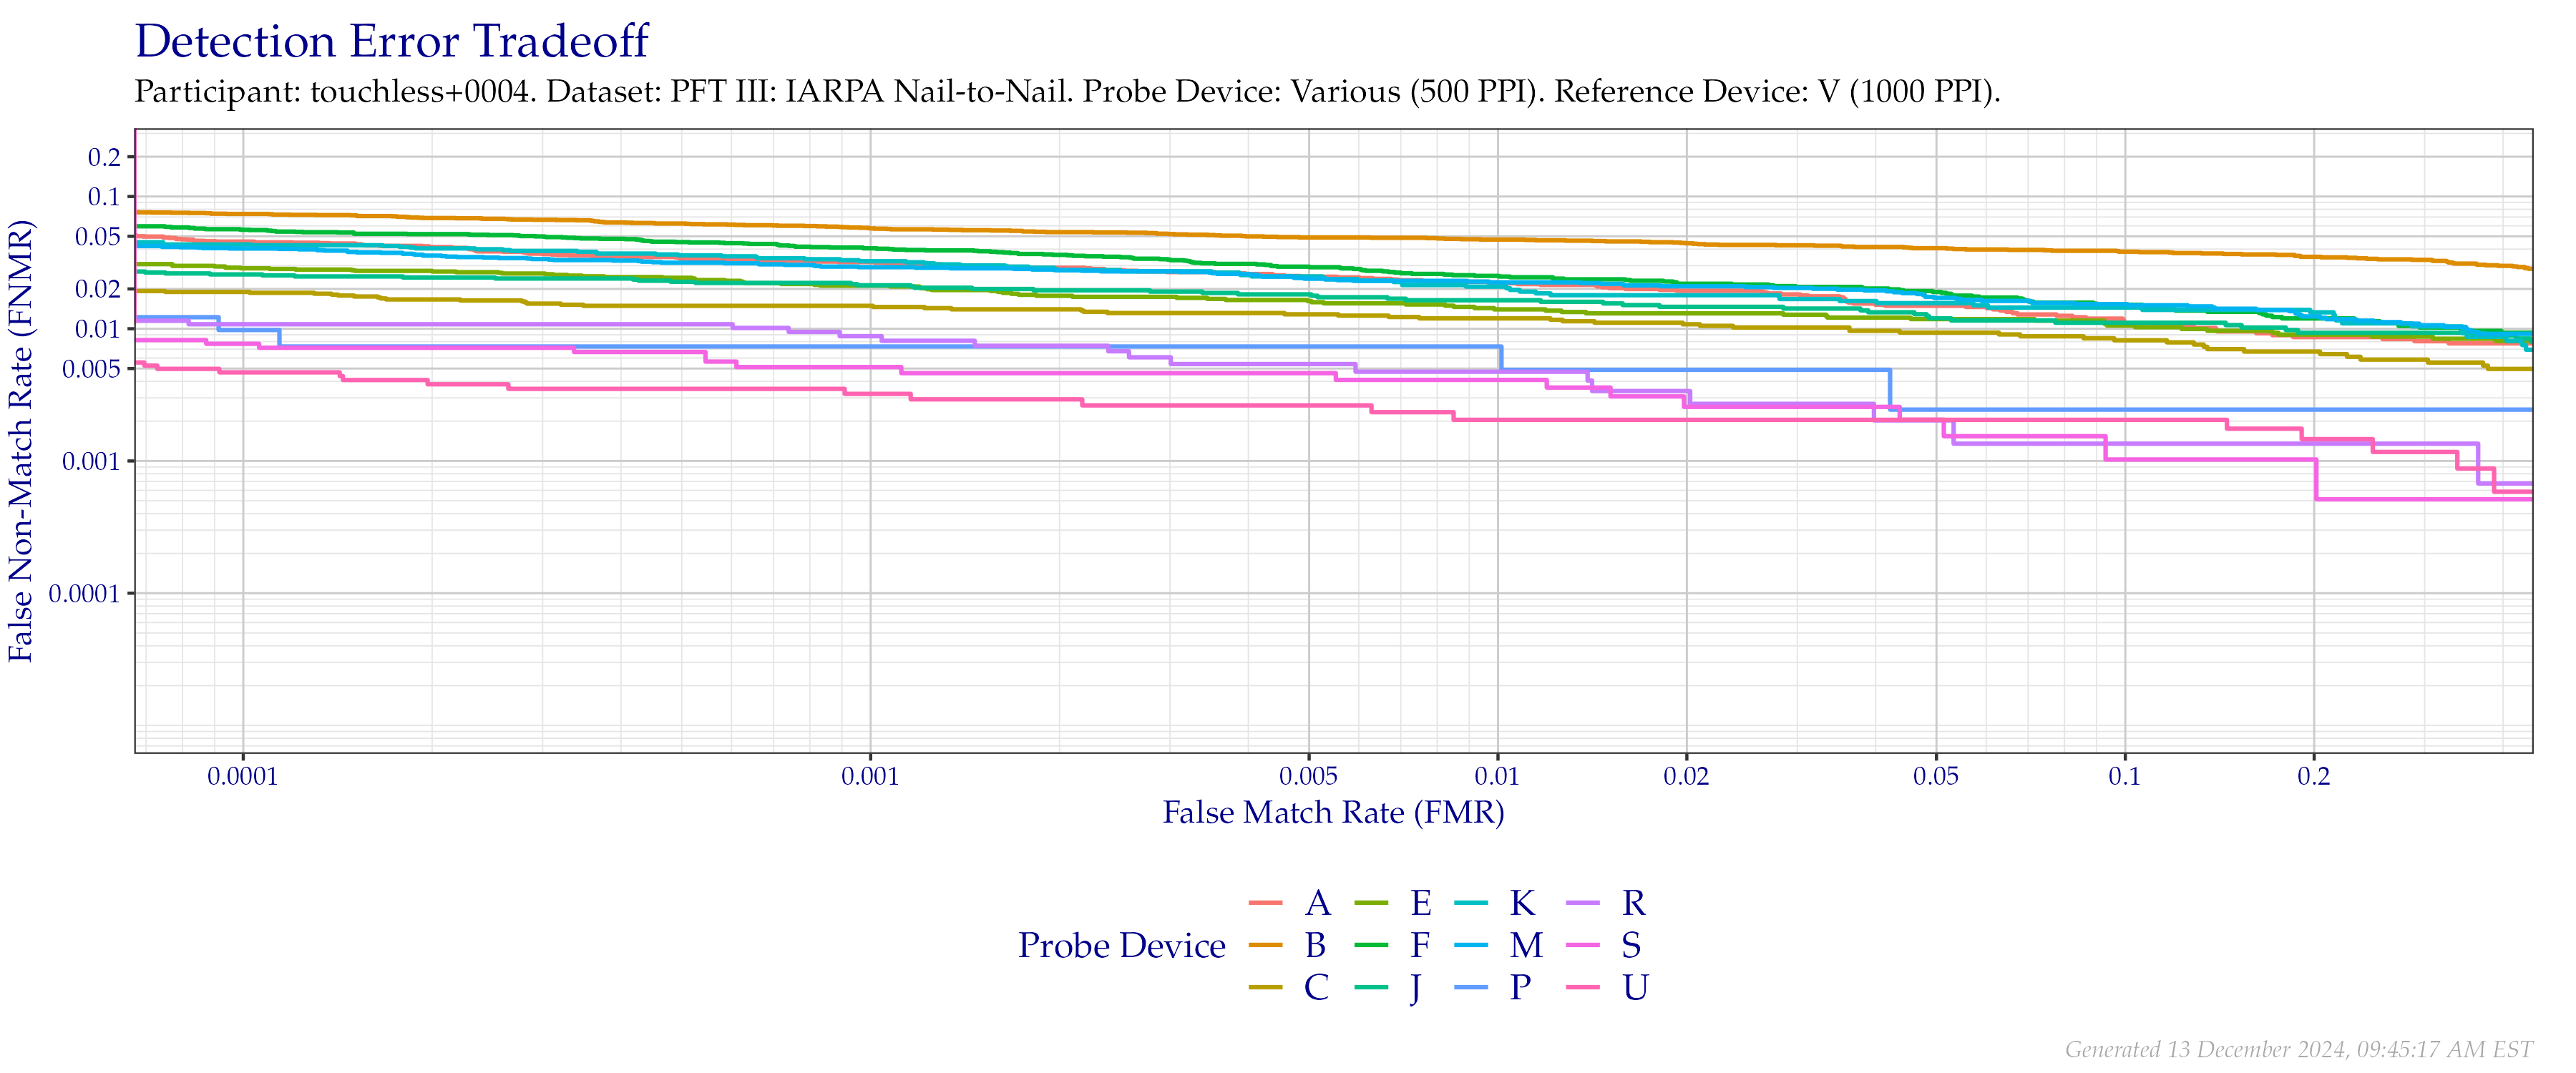 Detection Error Tradeoff
Participant: touchless+0004. Dataset: PFT III: IARPA Nail-to-Nail. Probe Device: Various (500 PPI). Reference Device: V (1000 PPI).
False Non-Match Rate (FNMR)
0.2
0.1
0.05
0.02
0.01
0.005
0.001
0.0001
0.0001 0.001 0.005 0.01 0.02 0.05 0.1 0.2
False Match Rate (FMR)
Probe Device
A E K R
B F M S
C J P U
Generated 13 December 2024, 09:45:17 AM EST